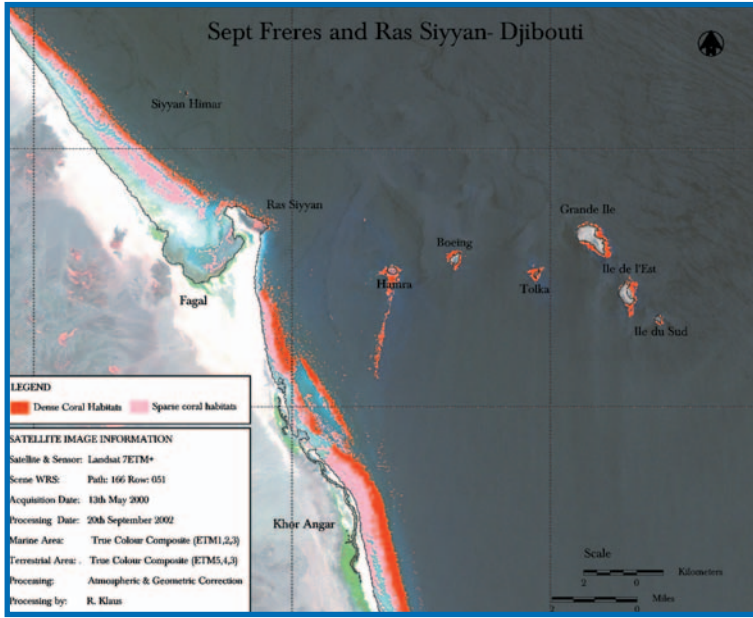 Sept Freres and Ras Siyyan- Djibouti
Siyyan Himar
Ras Siyyan
Grande Ile
Boeing
Ile de l'Est
Hamra
Tolka
Fagal
Ile du Sud
LEGEND
Dense Coral Habitats Sparse coral habitats
SATELLITE IMAGE INFORMATION
Satellite & Sensor: Landsat 7ETM+
Scene WRS: Path: 166 Row: 051
Acquisition Date: 13th May 2000
Processing Date: 20th September 2002
Marine Area: True Colour Composite (ETM1,2,3)
Terrestrial Area: . True Colour Composite (ETM5,4,3)
Processing: Atmospheric & Geometric Correction
Processing by: R. Klaus
Khor Angar
Scale
2 0 Kilometers
2 0 Miles